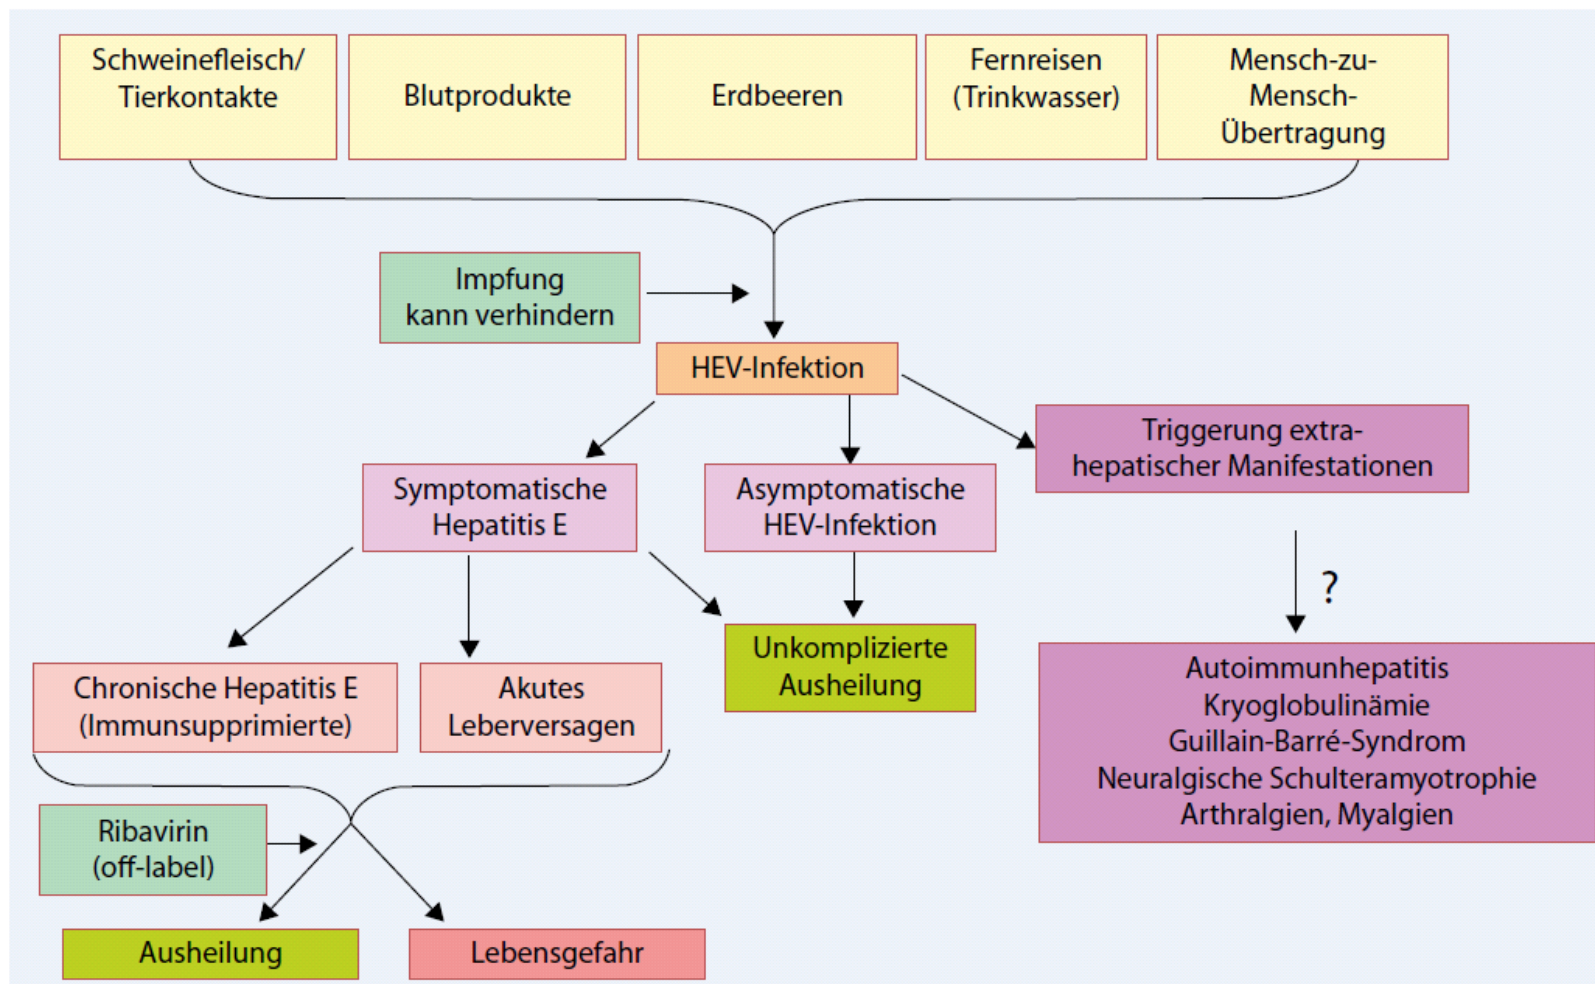 Schweinefleisch/
Tierkontakte
Blutprodukte
Erdbeeren
Fernreisen
(Trinkwasser)
Mensch-zu-
Mensch-
Übertragung
Impfung
kann verhindern
HEV-Infektion
Triggerung extra-
hepatischer Manifestationen
Symptomatische
Hepatitis E
Asymptomatische
HEV-Infektion
?
Unkomplizierte
Ausheilung
Chronische Hepatitis E
(Immunsupprimierte)
Akutes
Leberversagen
Autoimmunhepatitis
Kryoglobulinämie
Guillain-Barré-Syndrom
Neuralgische Schulteramyotrophie
Arthralgien, Myalgien
Ribavirin
(off-label)
Ausheilung
Lebensgefahr